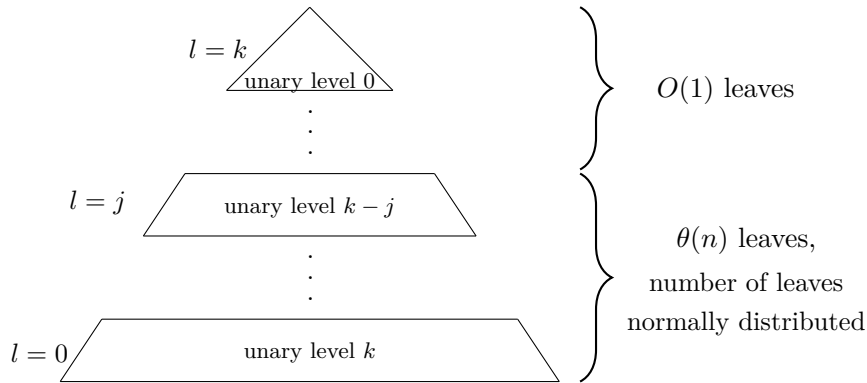 l = k
unary level 0
O(1) leaves
l = j
unary level k − j
θ(n) leaves,
number of leaves
normally distributed
l = 0
unary level k